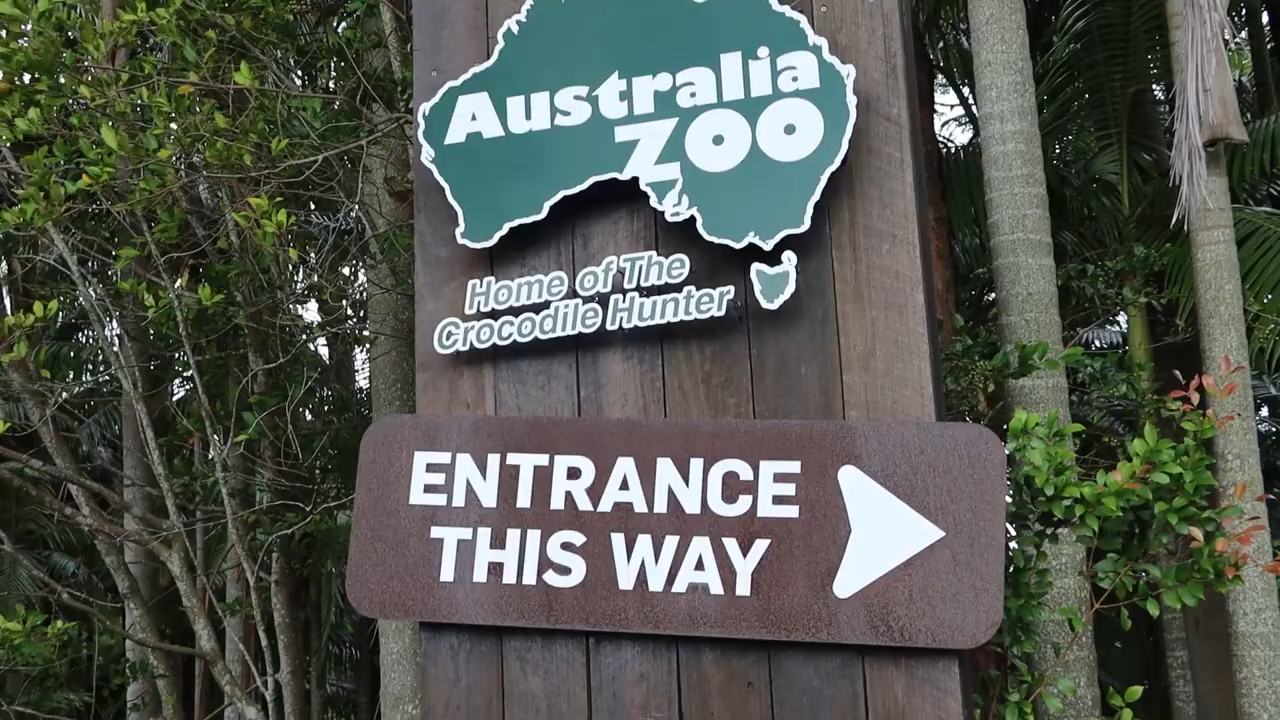 Australia
ZOO
Home of The
Crocodile Hunter
ENTRANCE
THIS WAY